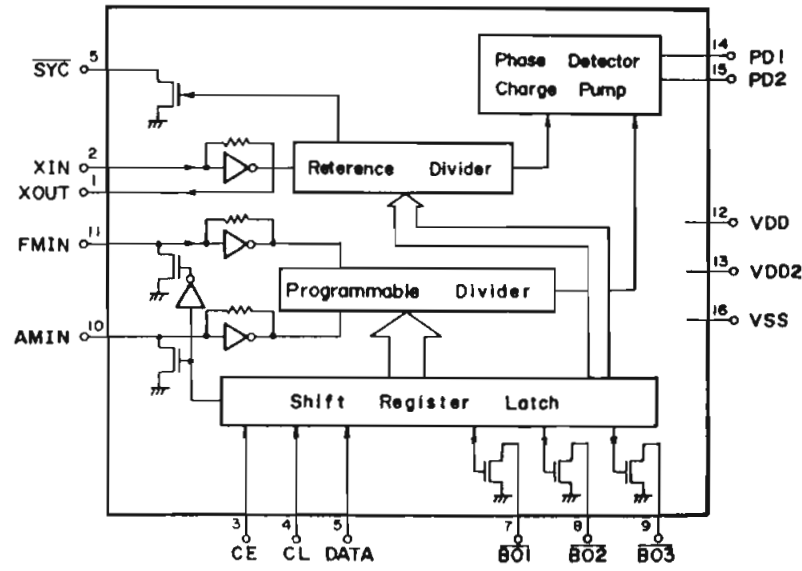 5
SYC
Phase Detector
Charge Pump
14
PD1
15
PD2
2
XIN
XOUT
1
Reterence Divider
11
FMIN
12
VDD
13
VDD2
Programmable Divider
10
AMIN
16
VSS
Shift Register Latch
3
CE
4
CL
5
DATA
7
BO1
8
BO2
9
BO3